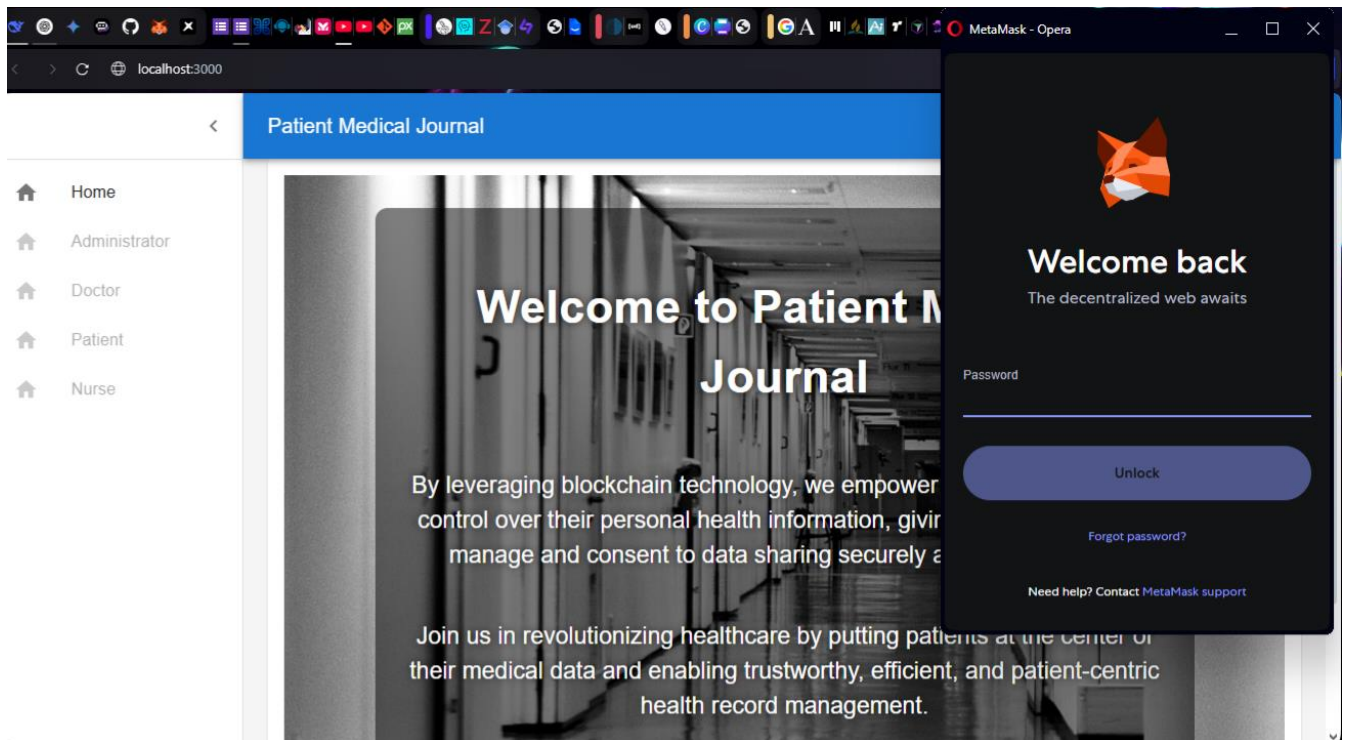 MetaMask - Opera
localhost:3000
Patient Medical Journal
Home
Administrator
Doctor
Patient
Nurse
Welcome to Patient
Journal
By leveraging blockchain technology, we empower
control over their personal health information,
manage and consent to data sharing securely
Join us in revolutionizing healthcare by putting patients at the center of
their medical data and enabling trustworthy, efficient, and patient-centric
health record management.
Welcome back
The decentralized web awaits
Password
Unlock
Forgot password?
Need help? Contact MetaMask support